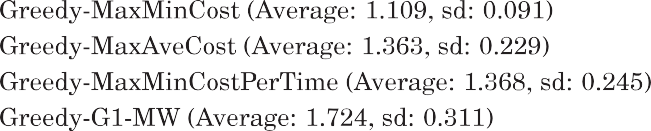 Greedy-MaxMinCost (Average: 1.109, sd: 0.091)
Greedy-MaxAveCost (Average: 1.363, sd: 0.229)
Greedy-MaxMinCostPerTime (Average: 1.368, sd: 0.245)
Greedy-G1-MW (Average: 1.724, sd: 0.311)